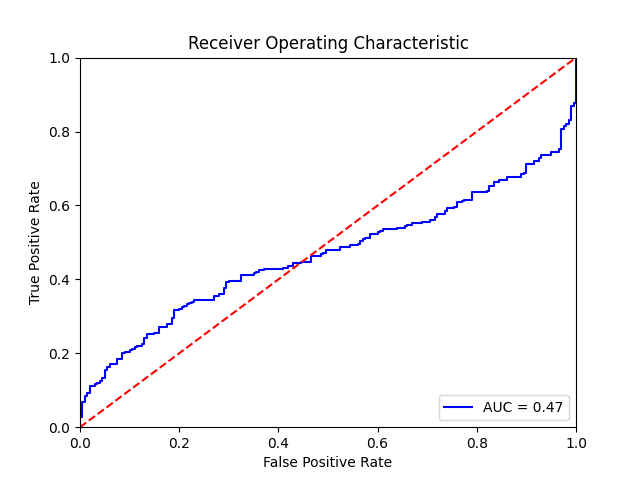 Receiver Operating Characteristic
True Positive Rate
1.0
0.8
0.6
0.4
0.2
0.0
AUC = 0.47
0.0 0.2 0.4 0.6 0.8 1.0
False Positive Rate